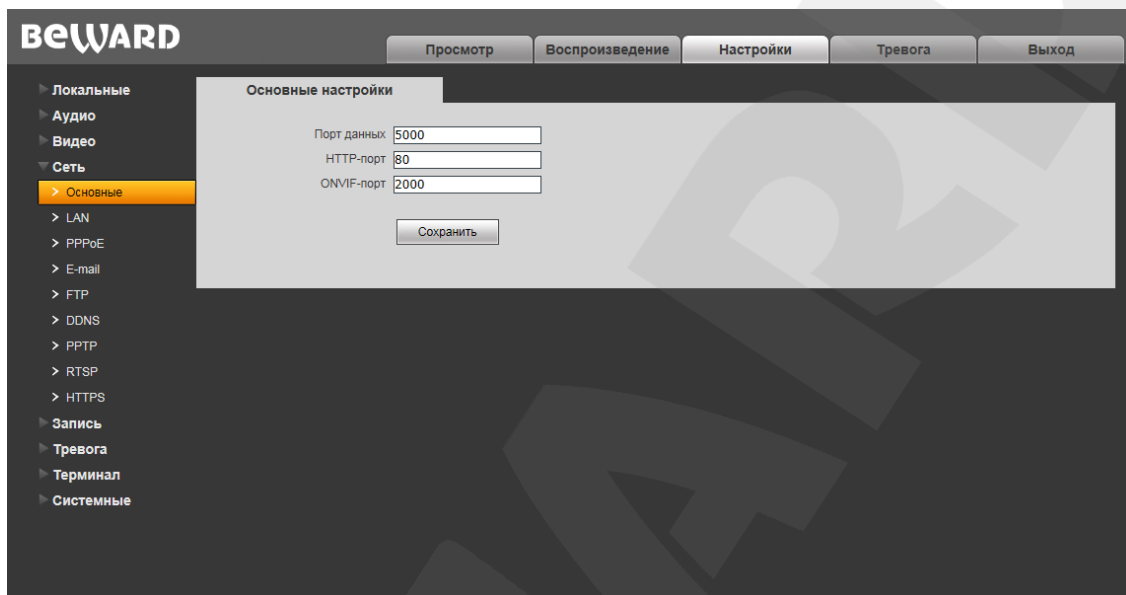 BEWARD
Просмотр
Воспроизведение
Настройки
Тревога
Выход
Локальные
Аудио
Видео
Сеть
Основные
LAN
PPPoE
E-mail
FTP
DDNS
PPTP
RTSP
HTTPS
Запись
Тревога
Терминал
Системные
Основные настройки
Порт данных 5000
HTTP-порт 80
ONVIF-порт 2000
Сохранить